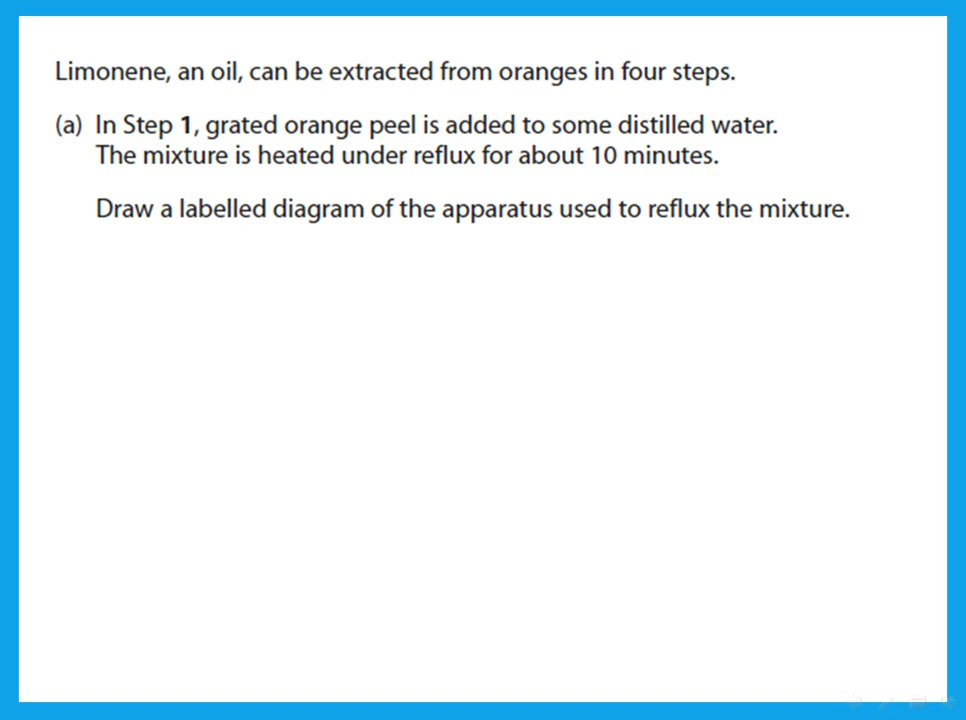 Limonene, an oil, can be extracted from oranges in four steps.
(a) In Step 1, grated orange peel is added to some distilled water.
The mixture is heated under reflux for about 10 minutes.
Draw a labelled diagram of the apparatus used to reflux the mixture.